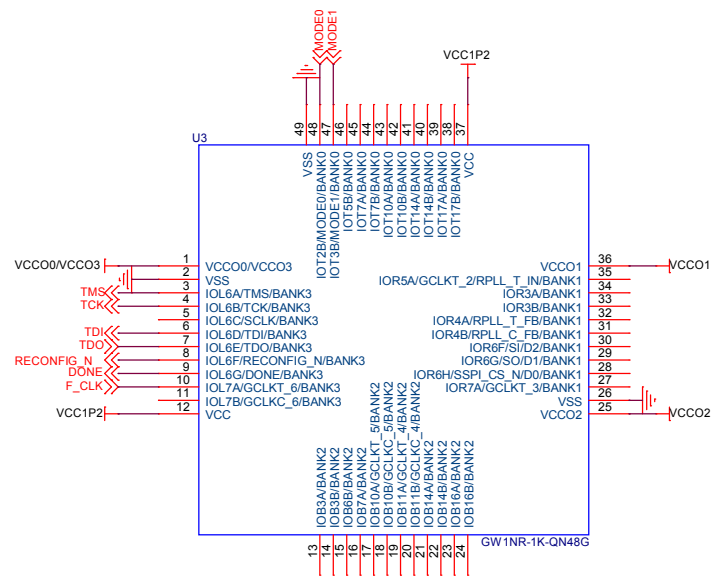 MODE0
MODE1
VCC1P2
49
48
47
46
45
44
43
42
41
40
39
38
37
U3
VSS
IOT2B/MODE0/BANK0
IOT3B/MODE1/BANK0
IOT5B/BANK0
IOT7A/BANK0
IOT7B/BANK0
IOT10A/BANK0
IOT10B/BANK0
IOT14A/BANK0
IOT14B/BANK0
IOT17A/BANK0
IOT17B/BANK0
VCC
VCCO0/VCCO3 1 VCCO0/VCCO3
2 VSS
TMS 3 IOL6A/TMS/BANK3
TCK 4 IOL6B/TCK/BANK3
5 IOL6C/SCLK/BANK3
TDI 6 IOL6D/TDI/BANK3
TDO 7 IOL6E/TDO/BANK3
RECONFIG_N 8 IOL6F/RECONFIG_N/BANK3
DONE 9 IOL6G/DONE/BANK3
F_CLK 10 IOL7A/GCLKT_6/BANK3
11 IOL7B/GCLKC_6/BANK3
VCC1P2 12 VCC
VCCO1 36 VCCO1
IOR5A/GCLKT_2/RPLL_T_IN/BANK1 35
IOR3A/BANK1 34
IOR3B/BANK1 33
IOR4A/RPLL_T_FB/BANK1 32
IOR4B/RPLL_C_FB/BANK1 31
IOR6F/SI/D2/BANK1 30
IOR6G/SO/D1/BANK1 29
IOR6H/SSPI_CS_N/D0/BANK1 28
IOR7A/GCLKT_3/BANK1 27
VSS 26
VCCO2 25 VCCO2
IOB3A/BANK2
IOB3B/BANK2
IOB6B/BANK2
IOB7A/BANK2
IOB10A/GCLKT_5/BANK2
IOB10B/GCLKC_5/BANK2
IOB11A/GCLKT_4/BANK2
IOB11B/GCLKC_4/BANK2
IOB14A/BANK2
IOB14B/BANK2
IOB16A/BANK2
IOB16B/BANK2
GW1NR-1K-QN48G
13
14
15
16
17
18
19
20
21
22
23
24